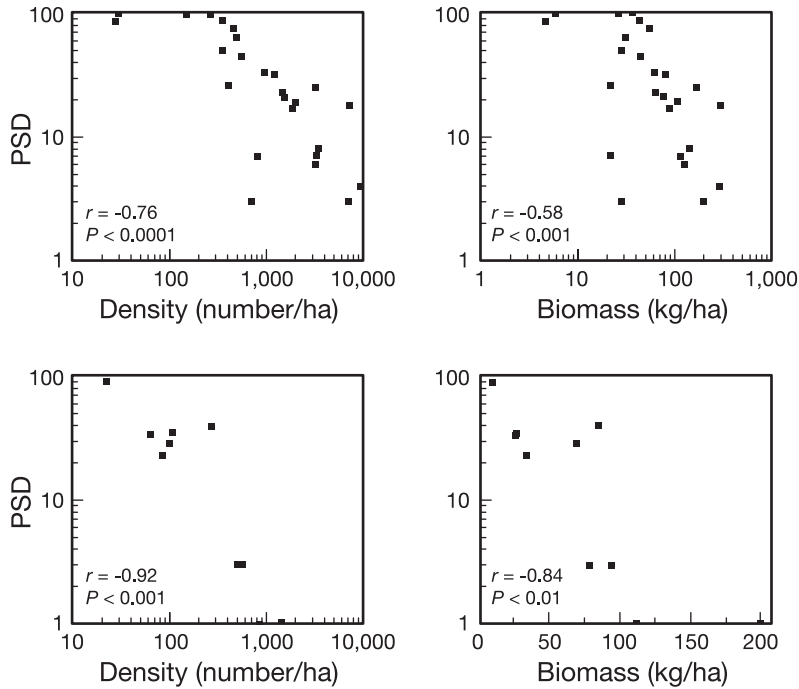 100
10
1
PSD
r = -0.76
P < 0.0001
10 100 1,000 10,000
Density (number/ha)
r = -0.58
P < 0.001
100
10
1
1 10 100 1,000
Biomass (kg/ha)
100
10
1
PSD
r = -0.92
P < 0.001
10 100 1,000 10,000
Density (number/ha)
100
10
1
r = -0.84
P < 0.01
0 50 100 150 200
Biomass (kg/ha)